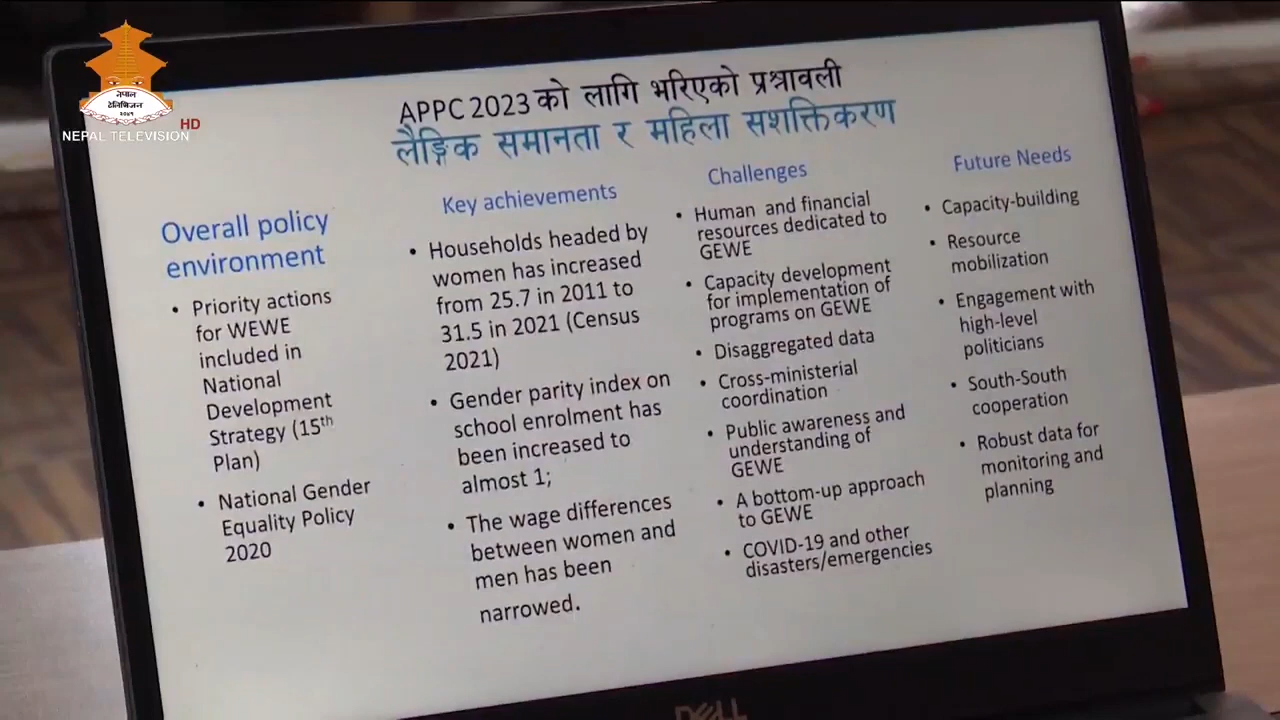 नेपाल
टेलिभिजन
२०४१
NEPAL TELEVISION HD
APPC 2023 को लागि भरिएको प्रश्नावली
लैङ्गिक समानता र महिला सशक्तिकरण
Overall policy
environment
• Priority actions
for WEWE
included in
National
Development
Strategy (15th
Plan)
• National Gender
Equality Policy
2020
Key achievements
• Households headed by
women has increased
from 25.7 in 2011 to
31.5 in 2021 (Census
2021)
• Gender parity index on
school enrolment has
been increased to
almost 1;
• The wage differences
between women and
men has been
narrowed.
Challenges
• Human and financial
resources dedicated to
GEWE
• Capacity development
for implementation of
programs on GEWE
• Disaggregated data
• Cross-ministerial
coordination
• Public awareness and
understanding of
GEWE
• A bottom-up approach
to GEWE
• COVID-19 and other
disasters/emergencies
Future Needs
• Capacity-building
• Resource
mobilization
• Engagement with
high-level
politicians
• South-South
cooperation
• Robust data for
monitoring and
planning
DELL